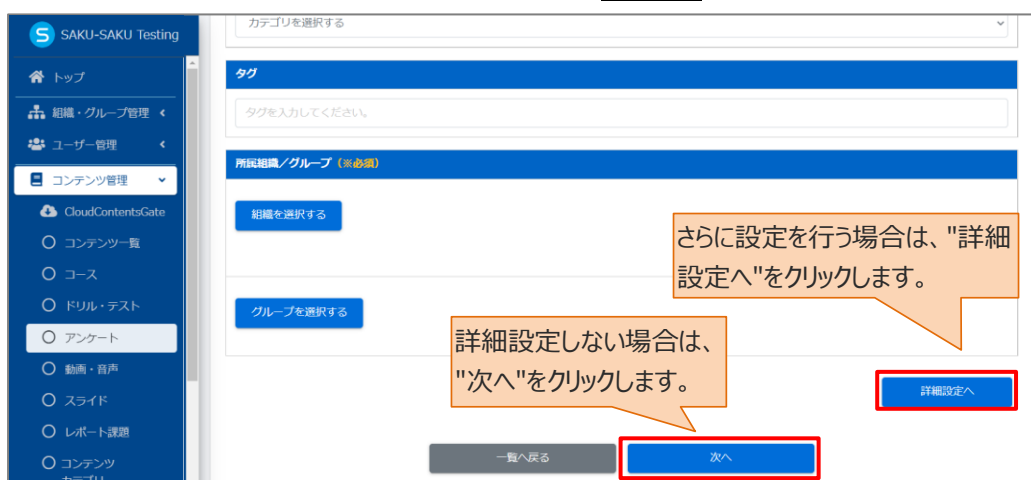 SAKU-SAKU Testing
トップ
組織・グループ管理
ユーザー管理
コンテンツ管理
CloudContentsGate
コンテンツ一覧
コース
ドリル・テスト
アンケート
動画・音声
スライド
レポート課題
コンテンツ
カテゴリ
カテゴリを選択する
タグ
タグを入力してください。
所属組織／グループ（※必須）
組織を選択する
グループを選択する
さらに設定を行う場合は、"詳細
設定へ"をクリックします。
詳細設定しない場合は、
"次へ"をクリックします。
詳細設定へ
一覧へ戻る
次へ